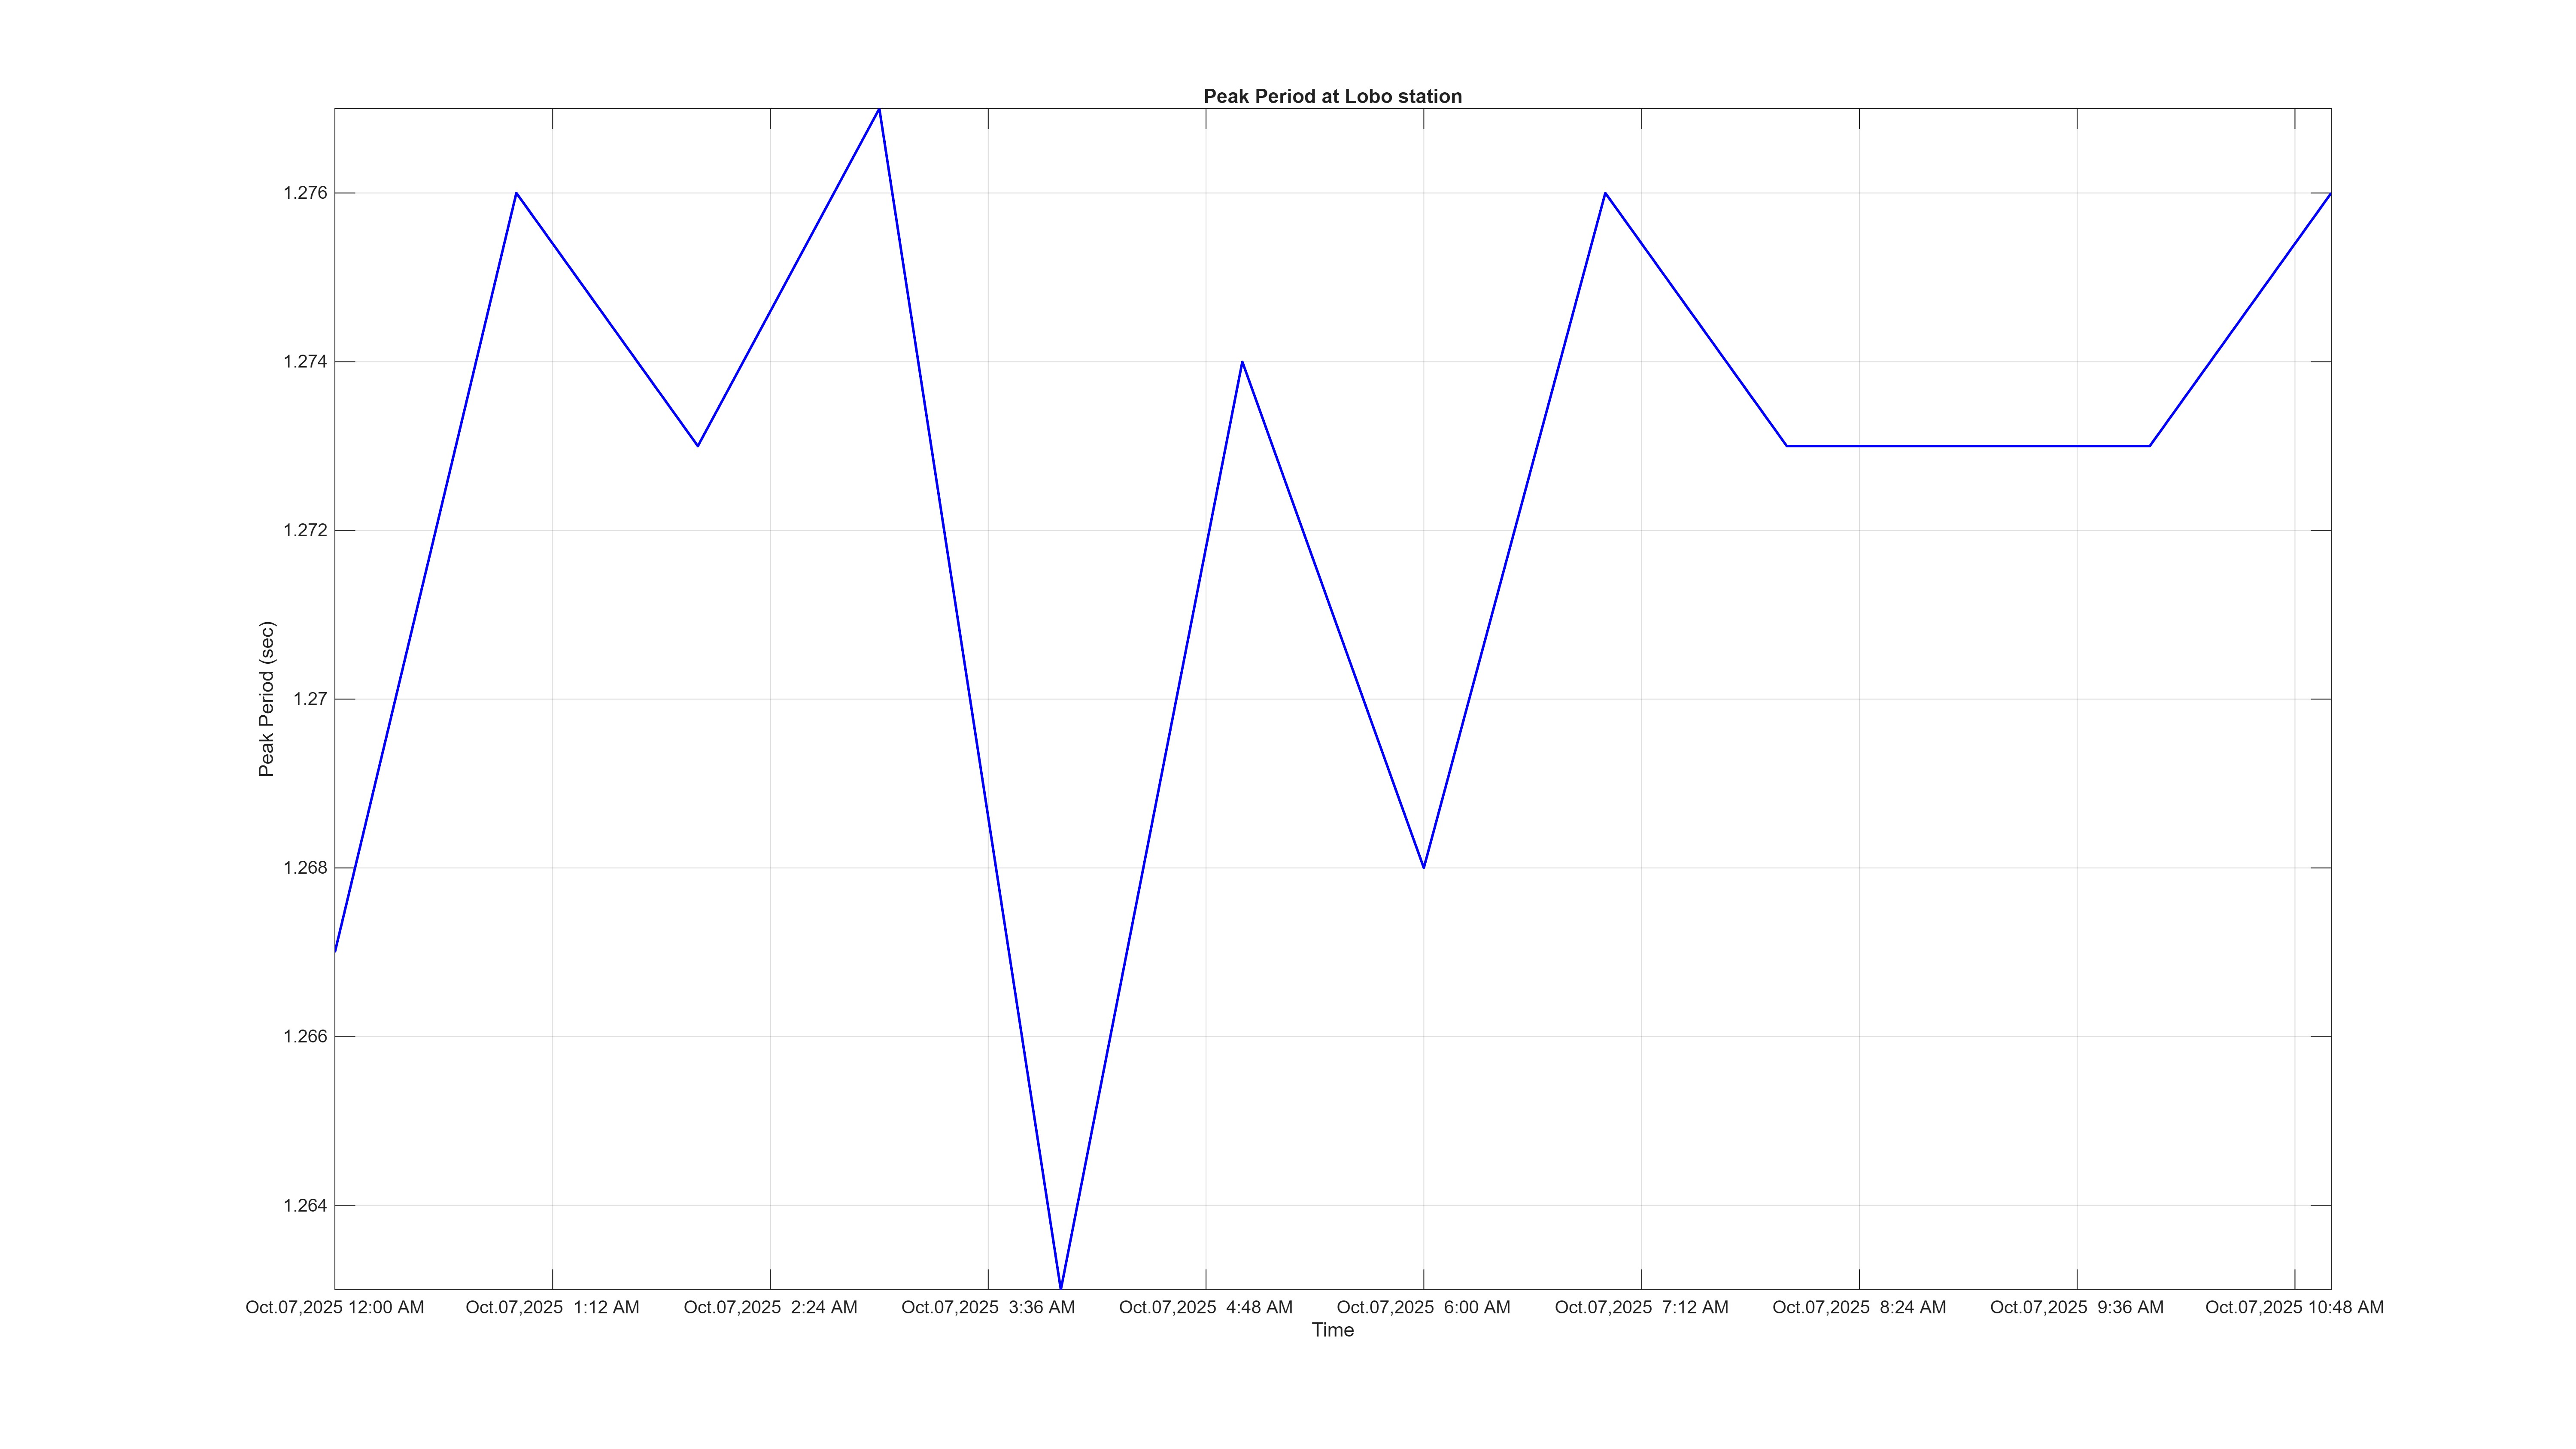 Peak Period at Lobo station
1.276
1.274
1.272
1.27
1.268
1.266
1.264
Peak Period (sec)
Oct.07,2025 12:00 AM
Oct.07,2025  1:12 AM
Oct.07,2025  2:24 AM
Oct.07,2025  3:36 AM
Oct.07,2025  4:48 AM
Oct.07,2025  6:00 AM
Oct.07,2025  7:12 AM
Oct.07,2025  8:24 AM
Oct.07,2025  9:36 AM
Oct.07,2025 10:48 AM
Time